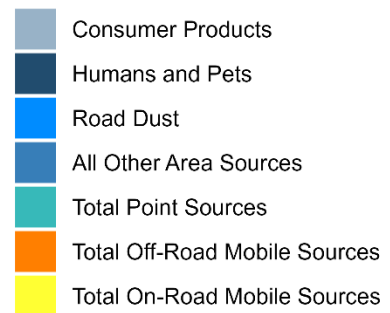 Consumer Products
Humans and Pets
Road Dust
All Other Area Sources
Total Point Sources
Total Off-Road Mobile Sources
Total On-Road Mobile Sources